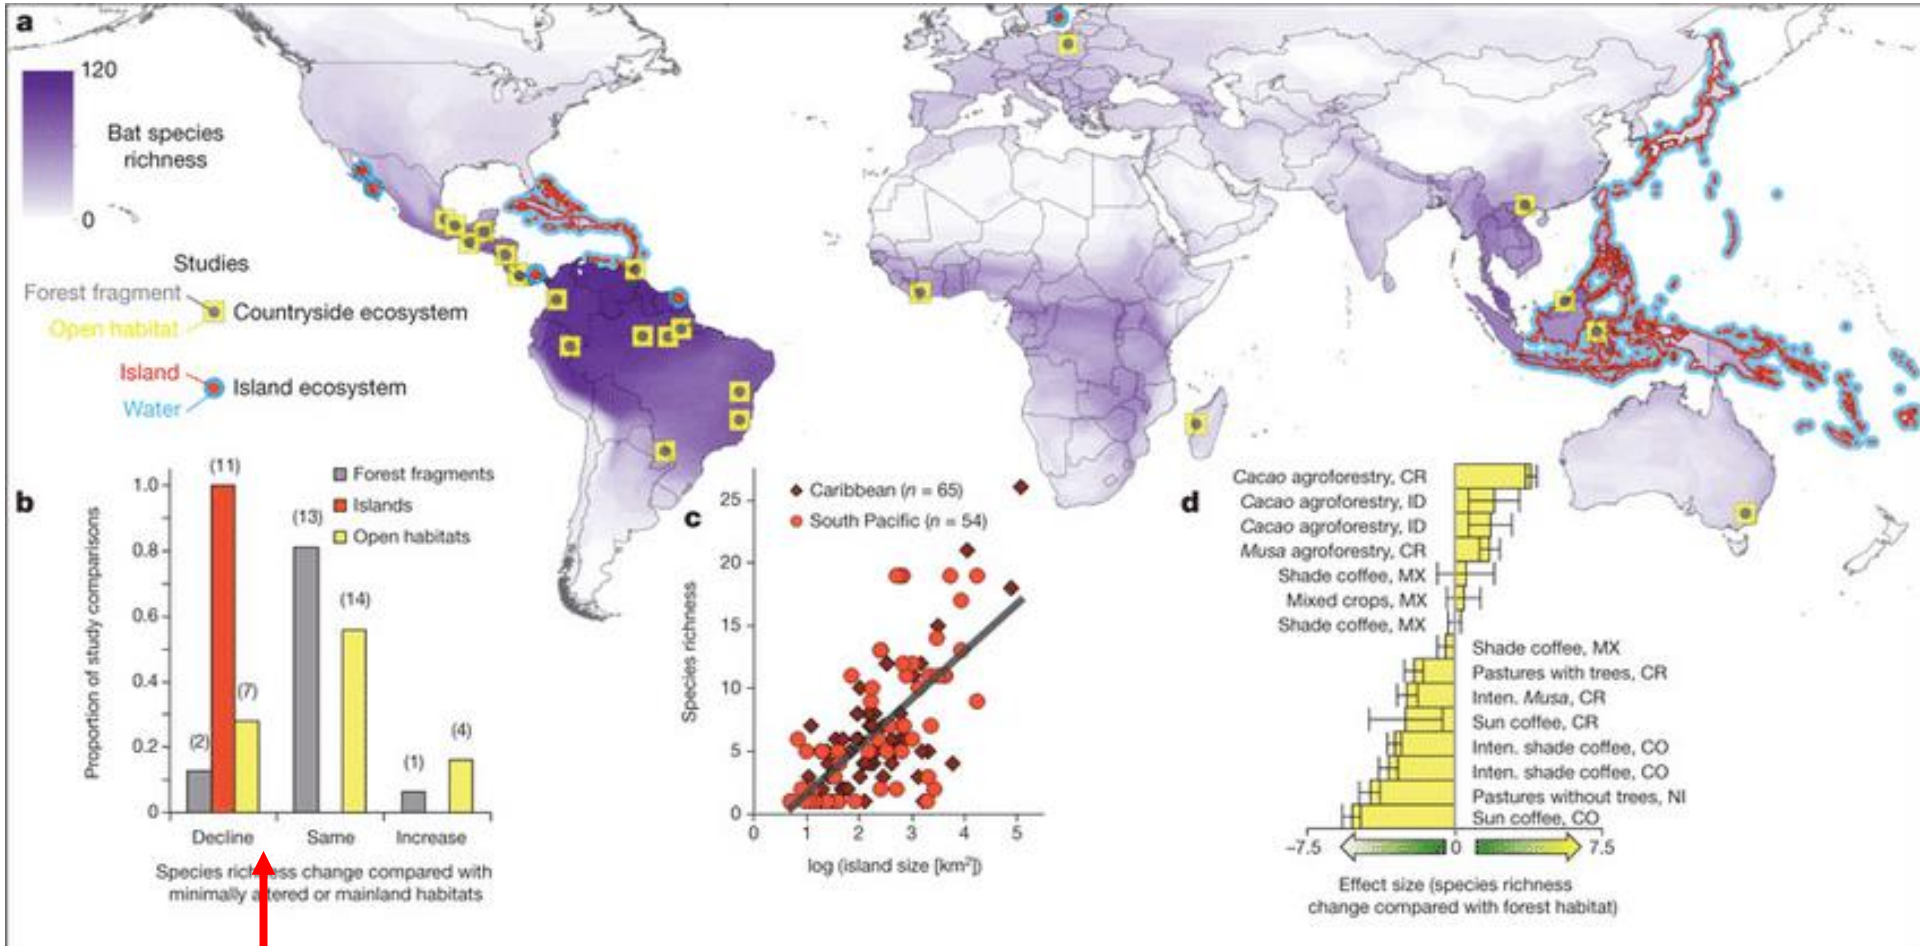 a
120
Bat species
richness
0
Studies
Forest fragment
Open habitat
Countryside ecosystem
Island
Water
Island ecosystem
b
Forest fragments
Islands
Open habitats
Proportion of study comparisons
1.0
0.8
0.6
0.4
0.2
0
(2)
(11)
(7)
(13)
(14)
(1)
(4)
Decline
Same
Increase
Species richness change compared with
minimally altered or mainland habitats
c
Caribbean (n = 65)
South Pacific (n = 54)
Species richness
25
20
15
10
5
0
0 1 2 3 4 5
log (island size [km²])
d
Cacao agroforestry, CR
Cacao agroforestry, ID
Cacao agroforestry, ID
Musa agroforestry, CR
Shade coffee, MX
Mixed crops, MX
Shade coffee, MX
Shade coffee, MX
Pastures with trees, CR
Inten. Musa, CR
Sun coffee, CR
Inten. shade coffee, CO
Inten. shade coffee, CO
Pastures without trees, NI
Sun coffee, CO
–7.5 0 7.5
Effect size (species richness
change compared with forest habitat)